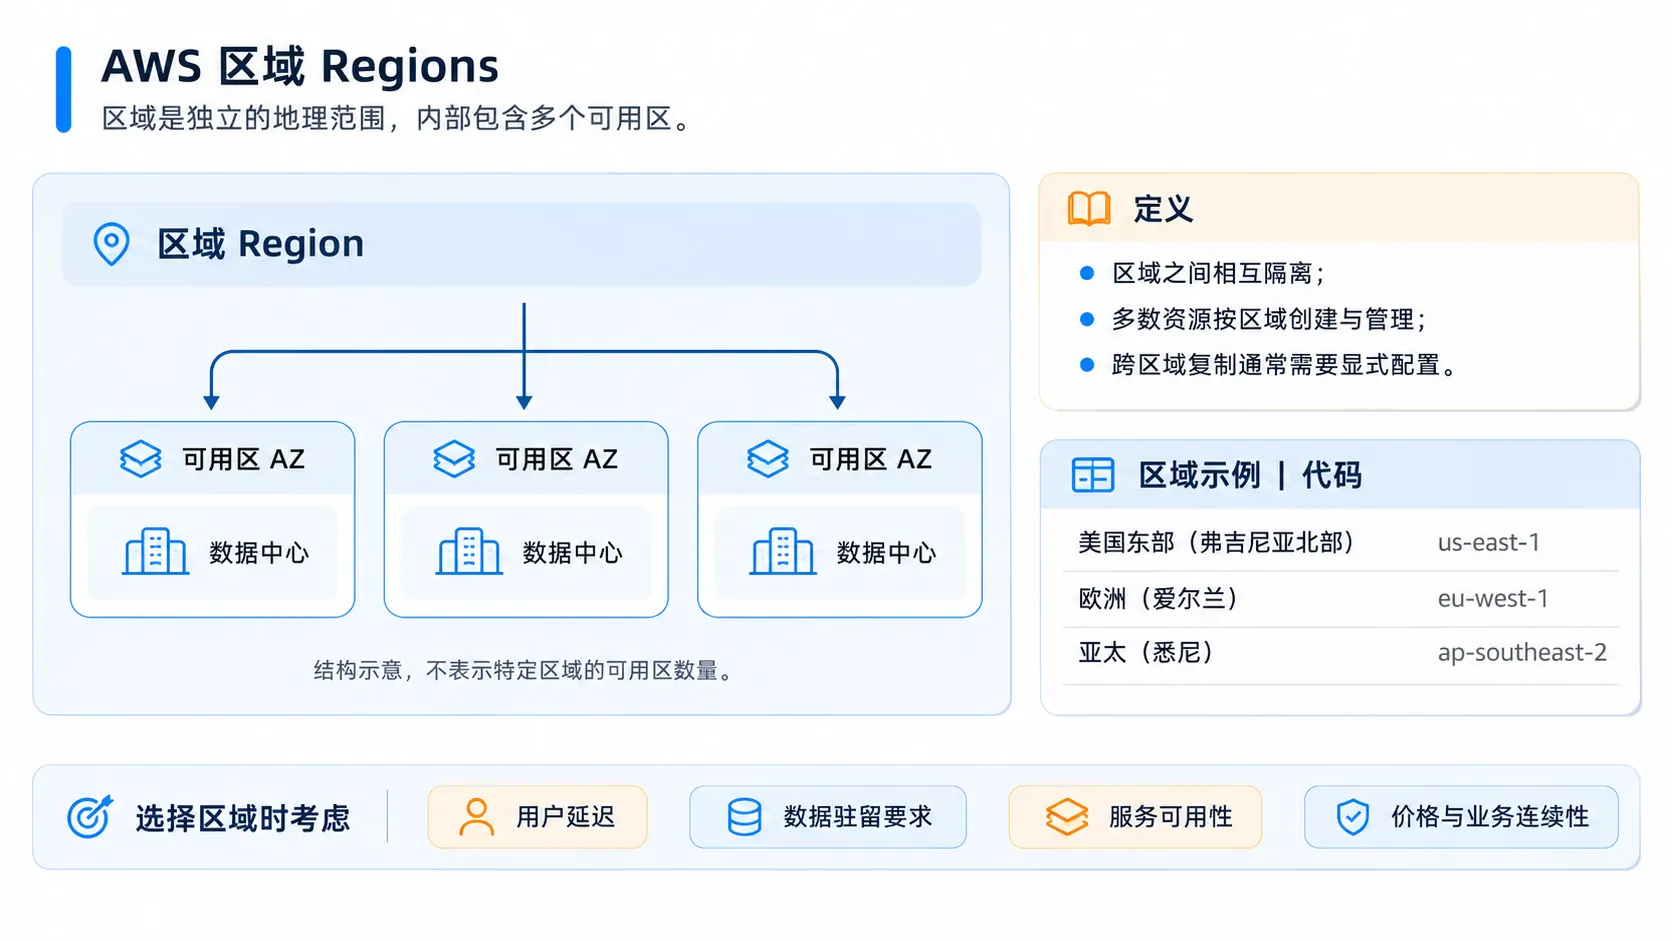 AWS 区域 Regions
区域是独立的地理范围，内部包含多个可用区。
区域 Region
可用区 AZ
数据中心
可用区 AZ
数据中心
可用区 AZ
数据中心
结构示意，不表示特定区域的可用区数量。
定义
区域之间相互隔离；
多数资源按区域创建与管理；
跨区域复制通常需要显式配置。
区域示例 | 代码
美国东部（弗吉尼亚北部） us-east-1
欧洲（爱尔兰） eu-west-1
亚太（悉尼） ap-southeast-2
选择区域时考虑
用户延迟
数据驻留要求
服务可用性
价格与业务连续性